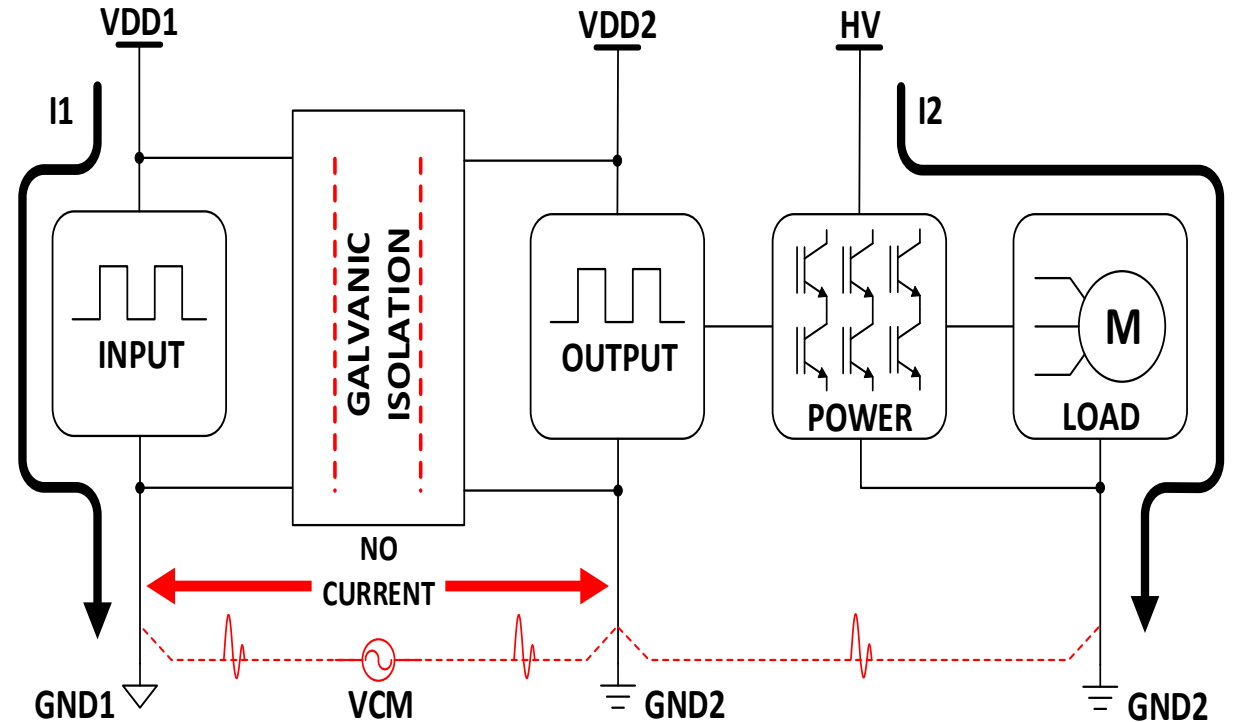 VDD1
VDD2
HV
I1
I2
GALVANIC
ISOLATION
INPUT
OUTPUT
POWER
M
LOAD
NO
CURRENT
GND1
VCM
GND2
GND2